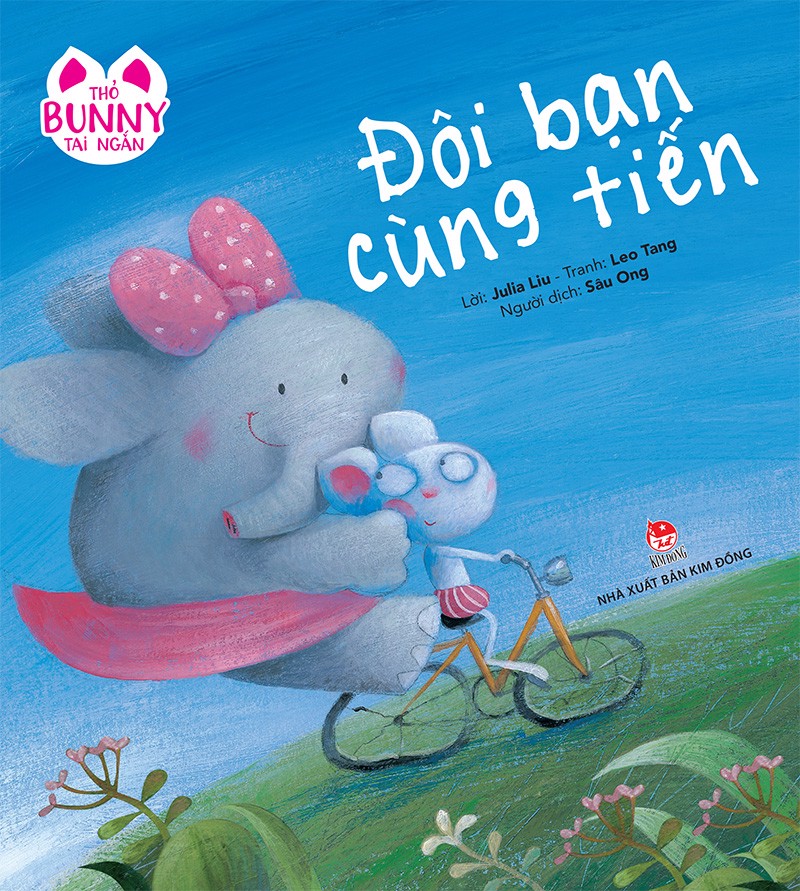 THỎ
BUNNY
TAI NGẮN
Đôi bạn
cùng tiến
Lời: Julia Liu - Tranh: Leo Tang
Người dịch: Sâu Ong
KIM ĐỒNG
NHÀ XUẤT BẢN KIM ĐỒNG